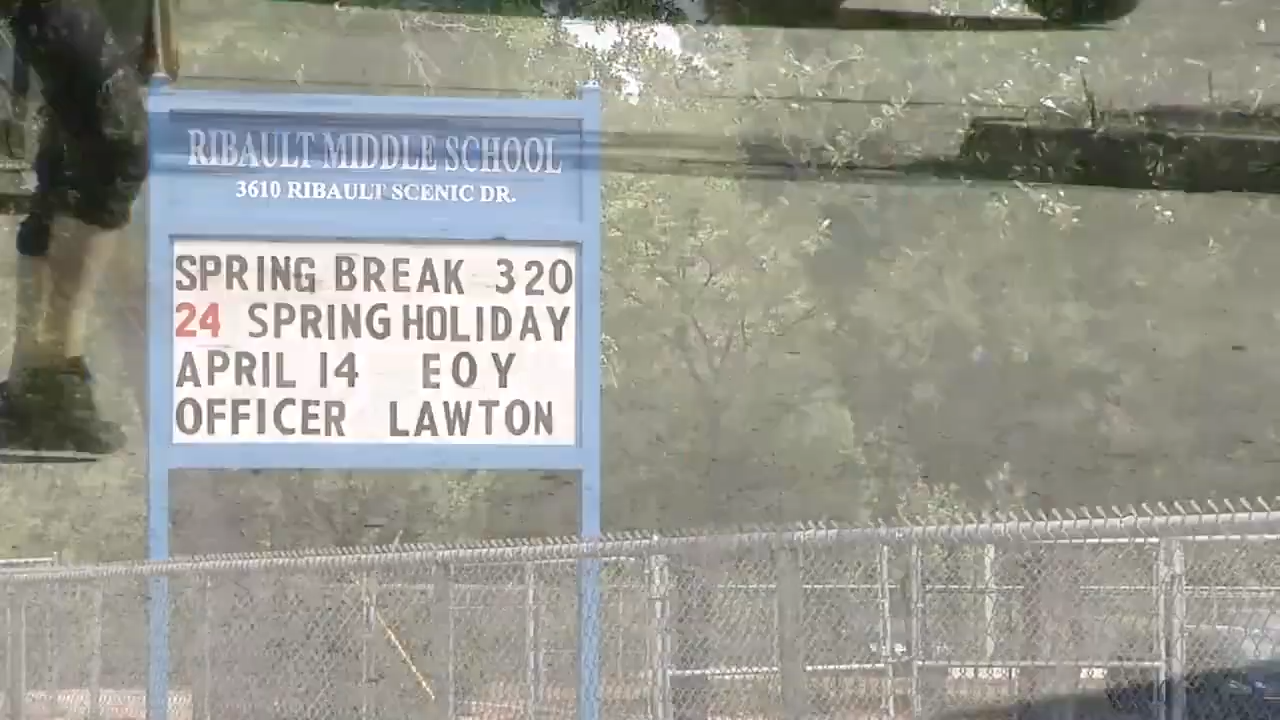 RIBAULT MIDDLE SCHOOL
3610 RIBAULT SCENIC DR.
SPRING BREAK 320
24 SPRING HOLIDAY
APRIL 14 EOY
OFFICER LAWTON